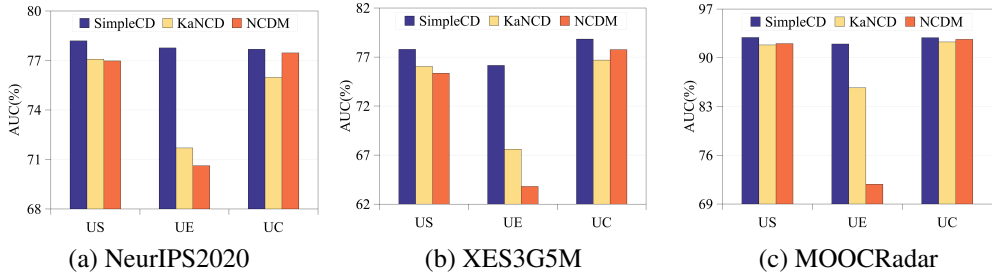 SimpleCD KaNCD NCDM
AUC(%)
80
77
74
71
68
US UE UC
(a) NeurIPS2020
SimpleCD KaNCD NCDM
AUC(%)
82
77
72
67
62
US UE UC
(b) XES3G5M
SimpleCD KaNCD NCDM
AUC(%)
97
90
83
76
69
US UE UC
(c) MOOCRadar